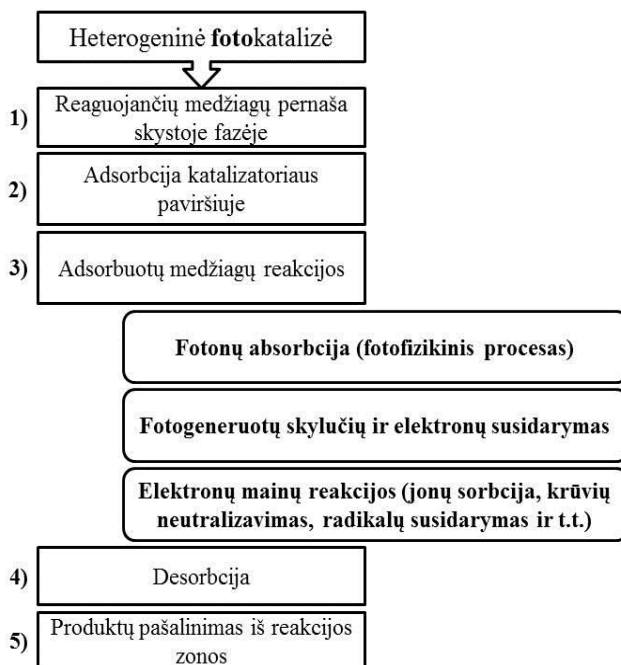 Heterogeninė fotokatalizė
1) Reaguojančių medžiagų pernaša
skystoje fazėje
2) Adsorbcija katalizatoriaus
paviršiuje
3) Adsorbuotų medžiagų reakcijos
Fotonų absorbcija (fotofizikinis procesas)
Fotogeneruotų skylučių ir elektronų susidarymas
Elektronų mainų reakcijos (jonų sorbcija, krūvių
neutralizavimas, radikalų susidarymas ir t.t.)
4) Desorbcija
5) Produktų pašalinimas iš reakcijos
zonos